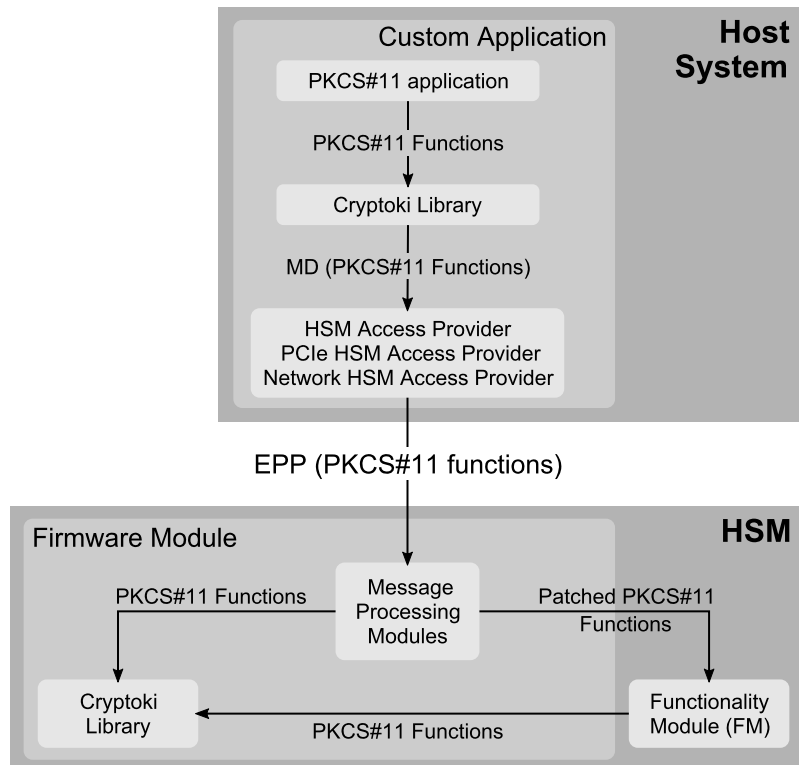 Custom Application
Host
System
PKCS#11 application
PKCS#11 Functions
Cryptoki Library
MD (PKCS#11 Functions)
HSM Access Provider
PCIe HSM Access Provider
Network HSM Access Provider
EPP (PKCS#11 functions)
Firmware Module
HSM
Message
Processing
Modules
PKCS#11 Functions
Patched PKCS#11
Functions
Cryptoki
Library
PKCS#11 Functions
Functionality
Module (FM)